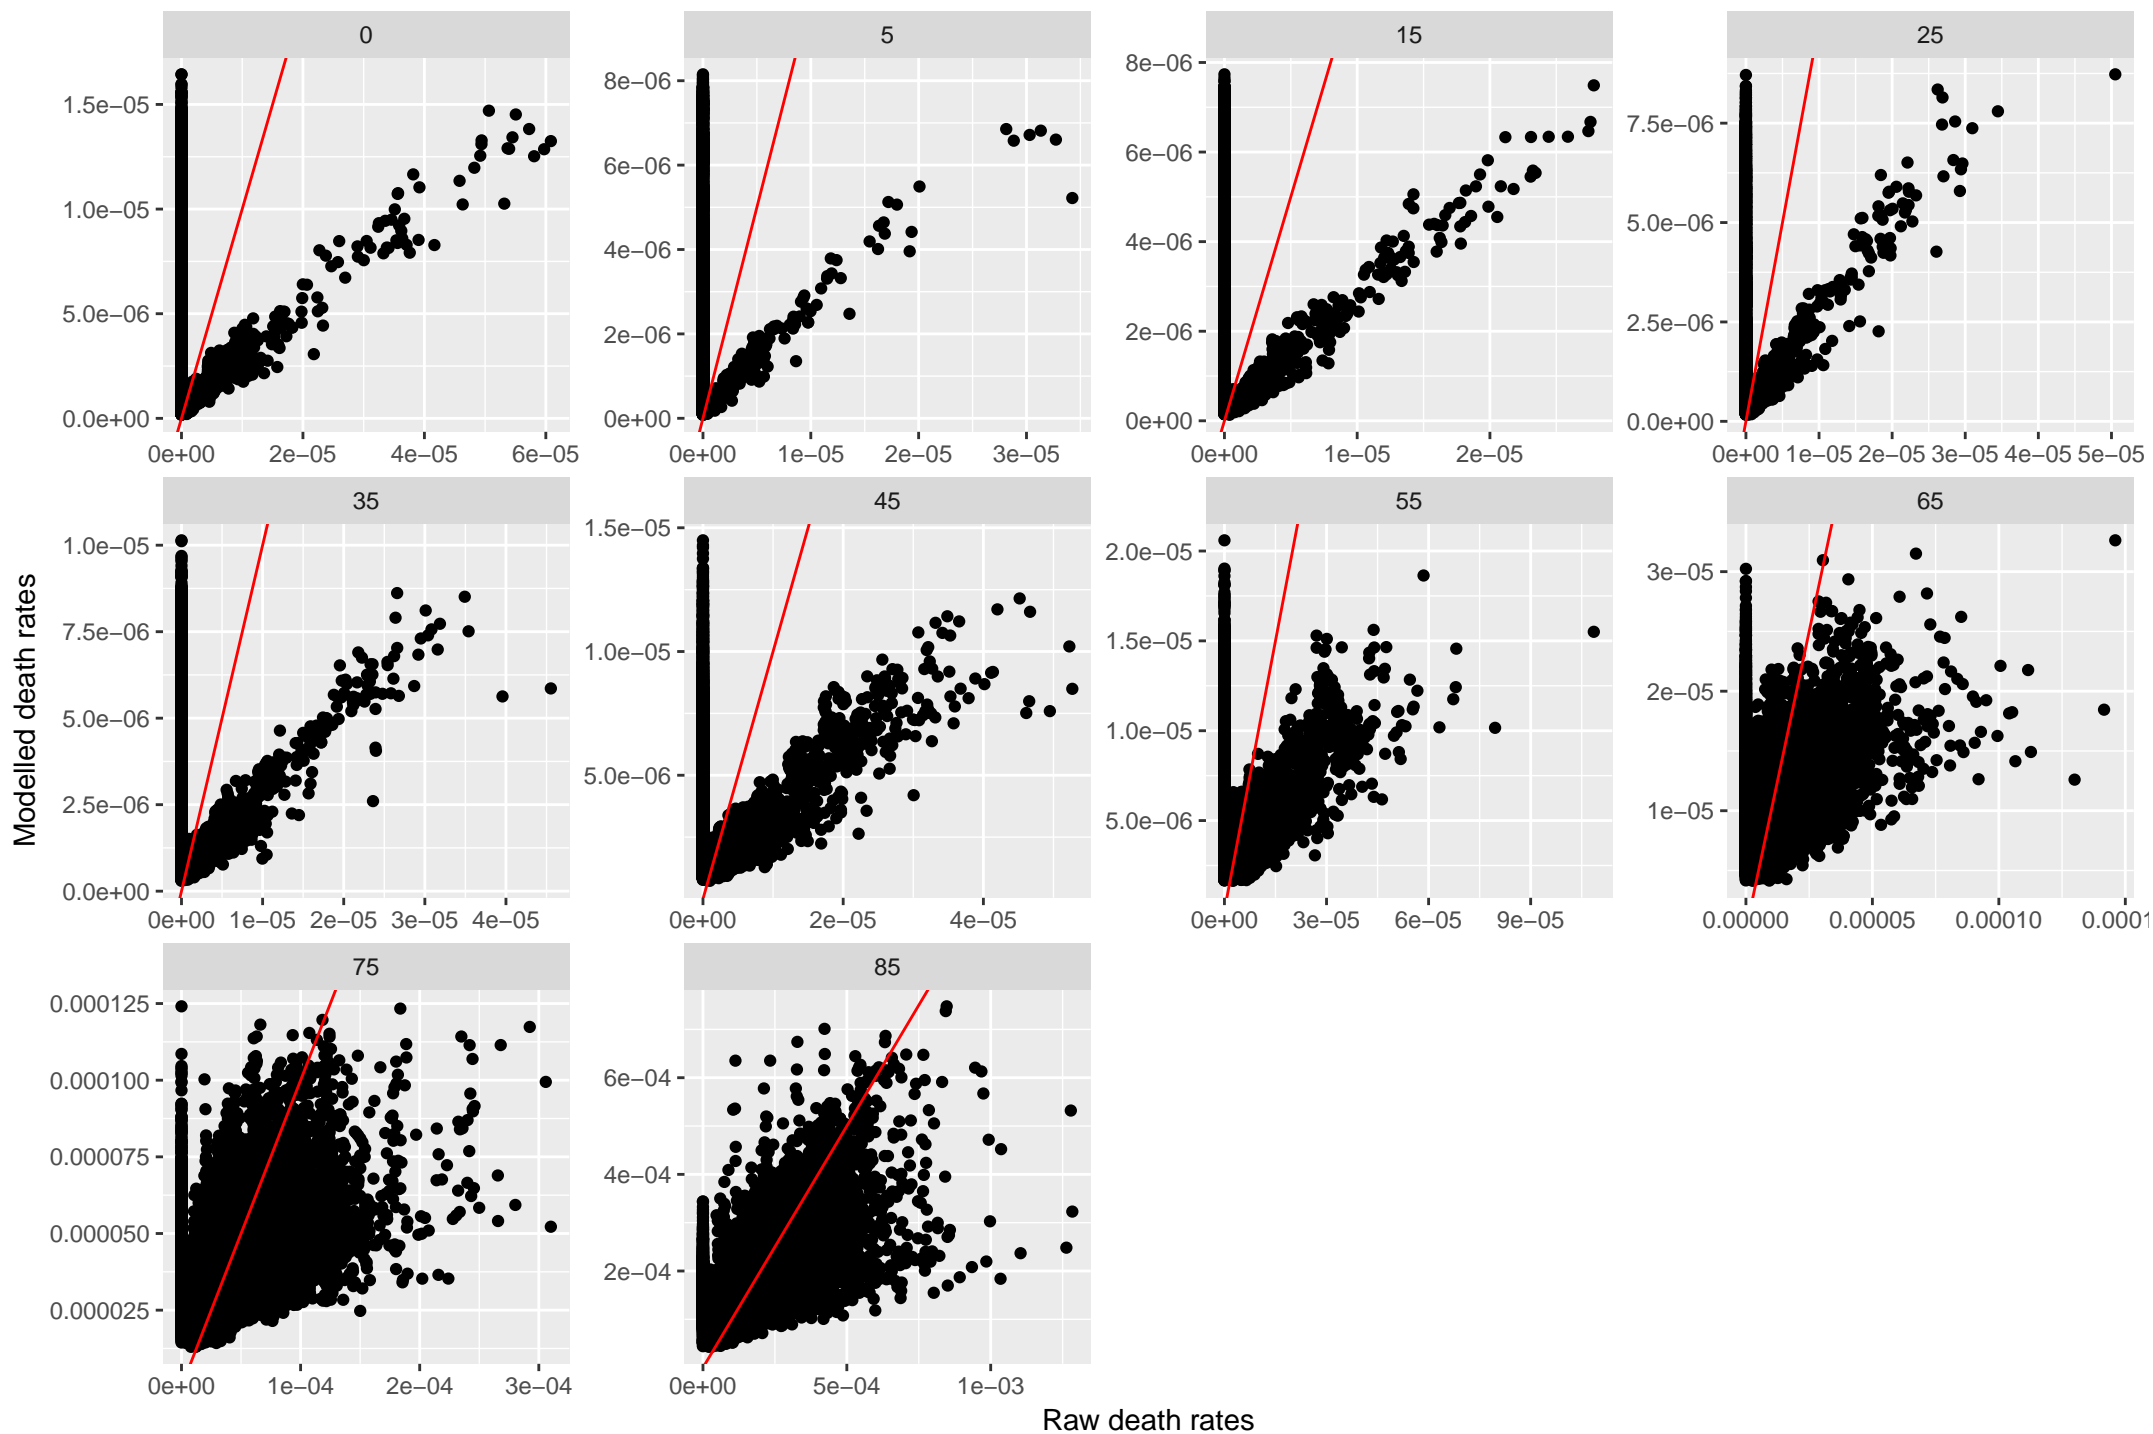 0 5 15 25
1.5e−05
1.0e−05
5.0e−06
0.0e+00
0e+00 2e−05 4e−05 6e−05
8e−06
6e−06
4e−06
2e−06
0e+00
0e+00 1e−05 2e−05 3e−05
8e−06
6e−06
4e−06
2e−06
0e+00
0e+00 1e−05 2e−05
7.5e−06
5.0e−06
2.5e−06
0.0e+00
0e+00 1e−05 2e−05 3e−05 4e−05 5e−05
35 45 55 65
1.0e−05
7.5e−06
5.0e−06
2.5e−06
0.0e+00
0e+00 1e−05 2e−05 3e−05 4e−05
1.5e−05
1.0e−05
5.0e−06
0e+00 2e−05 4e−05
2.0e−05
1.5e−05
1.0e−05
5.0e−06
0e+00 3e−05 6e−05 9e−05
3e−05
2e−05
1e−05
0.00000 0.00005 0.00010 0.0001
75 85
0.000125
0.000100
0.000075
0.000050
0.000025
0e+00 1e−04 2e−04 3e−04
6e−04
4e−04
2e−04
0e+00 5e−04 1e−03
Modelled death rates
Raw death rates